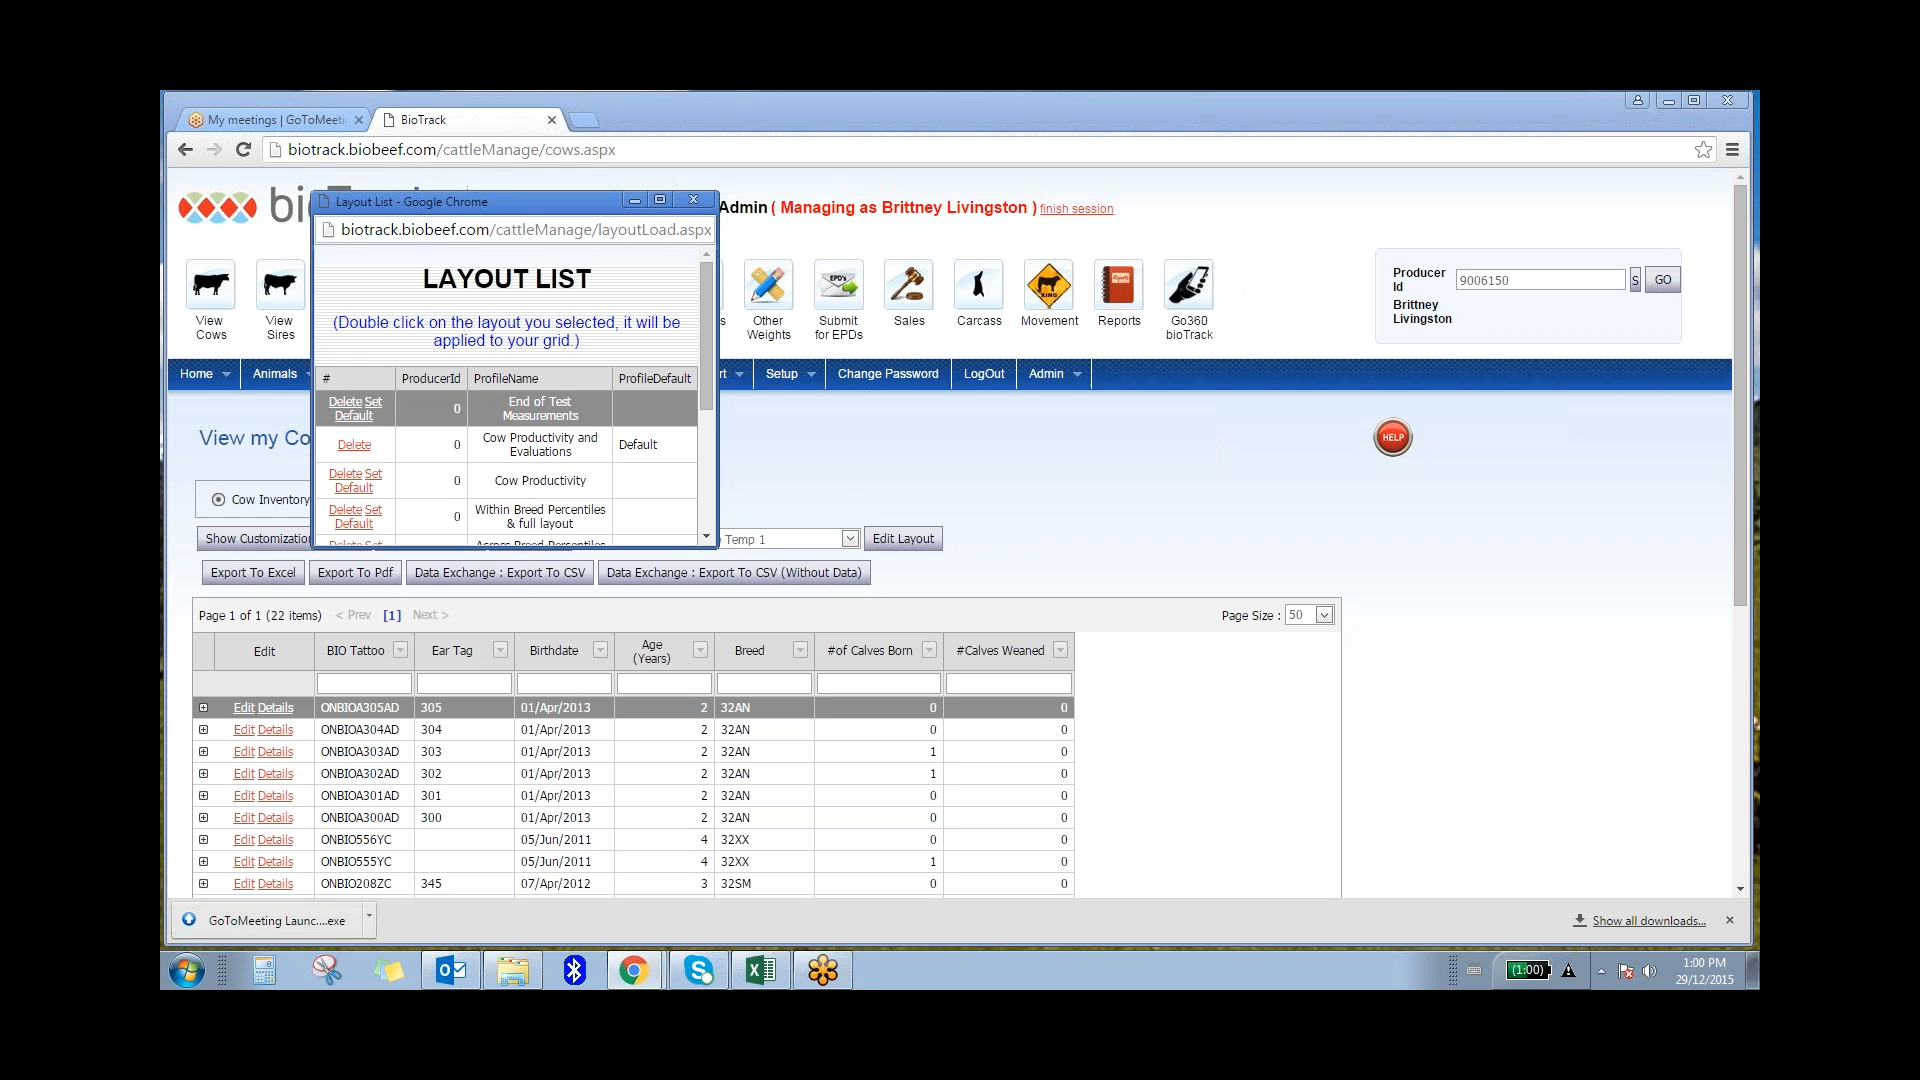 My meetings | GoToMeeti
BioTrack
biotrack.biobeef.com/cattleManage/cows.aspx
Layout List - Google Chrome
Admin ( Managing as Brittney Livingston ) finish session
biotrack.biobeef.com/cattleManage/layoutLoad.aspx
LAYOUT LIST
(Double click on the layout you selected, it will be
applied to your grid.)
# ProducerId ProfileName ProfileDefault
Delete Set Default 0 End of Test Measurements
Delete 0 Cow Productivity and Evaluations Default
Delete Set Default 0 Cow Productivity
Delete Set Default 0 Within Breed Percentiles & full layout
Delete Set Across Breed Percentiles
View Cows
View Sires
Other Weights
Submit for EPDs
Sales
Carcass
Movement
Reports
Go360 bioTrack
EPD's
XING
Reports
Producer Id 9006150 S GO
Brittney Livingston
Home Animals rt Setup Change Password LogOut Admin
View my Co
HELP
Cow Inventory
Show Customization Temp 1 Edit Layout
Export To Excel Export To Pdf Data Exchange : Export To CSV Data Exchange : Export To CSV (Without Data)
Page 1 of 1 (22 items) < Prev [1] Next > Page Size : 50
Edit BIO Tattoo Ear Tag Birthdate Age (Years) Breed #of Calves Born #Calves Weaned
Edit Details ONBIOA305AD 305 01/Apr/2013 2 32AN 0 0
Edit Details ONBIOA304AD 304 01/Apr/2013 2 32AN 0 0
Edit Details ONBIOA303AD 303 01/Apr/2013 2 32AN 1 0
Edit Details ONBIOA302AD 302 01/Apr/2013 2 32AN 1 0
Edit Details ONBIOA301AD 301 01/Apr/2013 2 32AN 0 0
Edit Details ONBIOA300AD 300 01/Apr/2013 2 32AN 0 0
Edit Details ONBIO556YC 05/Jun/2011 4 32XX 0 0
Edit Details ONBIO555YC 05/Jun/2011 4 32XX 1 0
Edit Details ONBIO208ZC 345 07/Apr/2012 3 32SM 0 0
GoToMeeting Launc....exe Show all downloads...
(1:00) 1:00 PM
29/12/2015